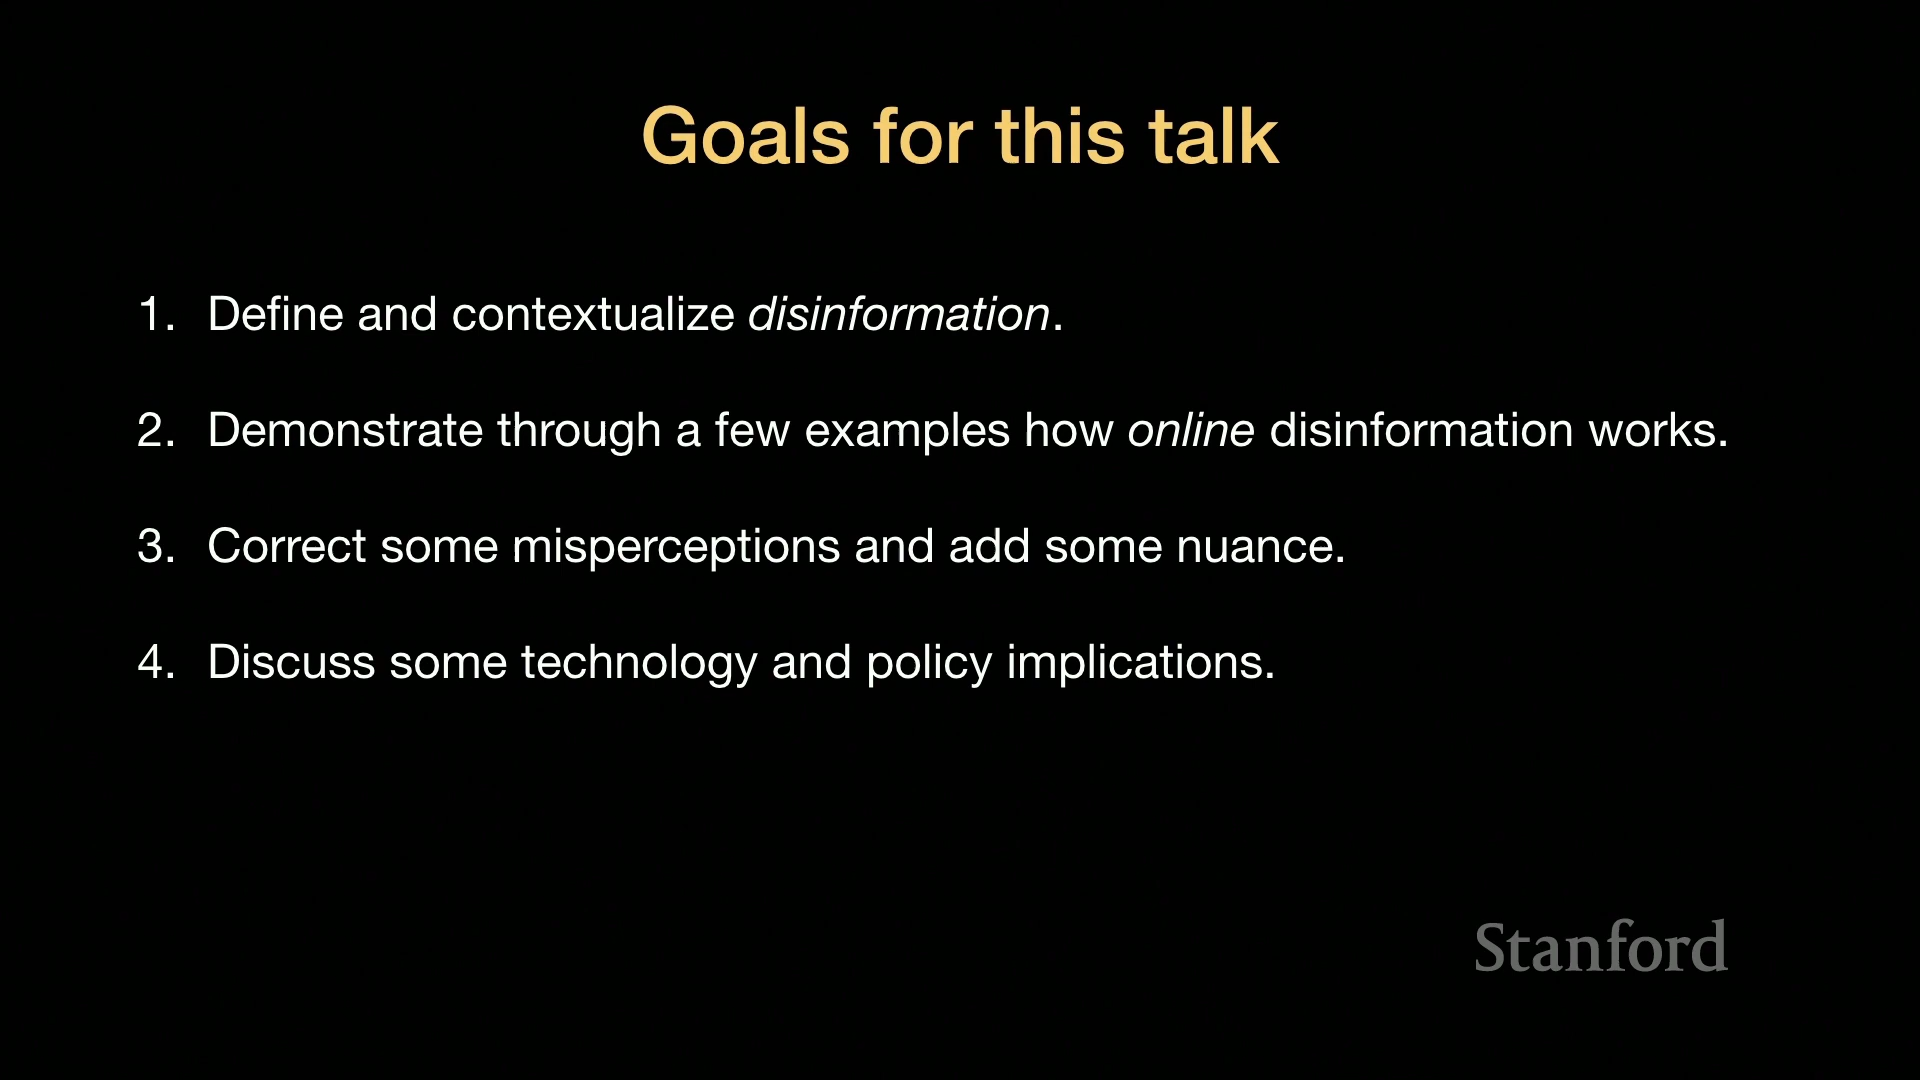 Goals for this talk
1. Define and contextualize disinformation.
2. Demonstrate through a few examples how online disinformation works.
3. Correct some misperceptions and add some nuance.
4. Discuss some technology and policy implications.
Stanford